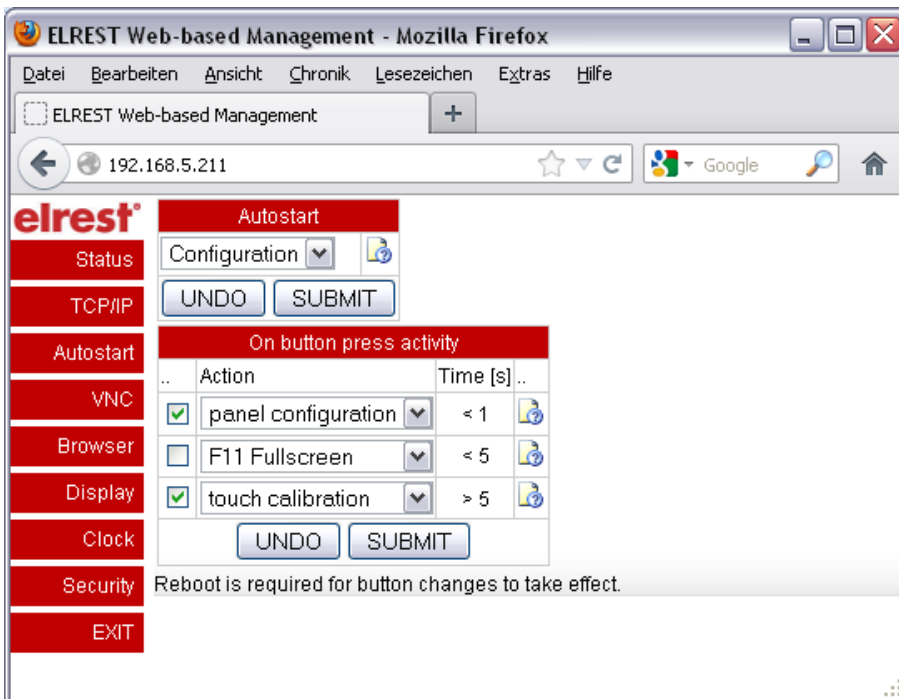 ELREST Web-based Management - Mozilla Firefox
Datei Bearbeiten Ansicht Chronik Lesezeichen Extras Hilfe
ELREST Web-based Management +
192.168.5.211 Google
elrest°
Status
TCP/IP
Autostart
VNC
Browser
Display
Clock
Security
EXIT
Autostart
Configuration
UNDO SUBMIT
On button press activity
.. Action Time [s] ..
panel configuration < 1
F11 Fullscreen < 5
touch calibration > 5
UNDO SUBMIT
Reboot is required for button changes to take effect.